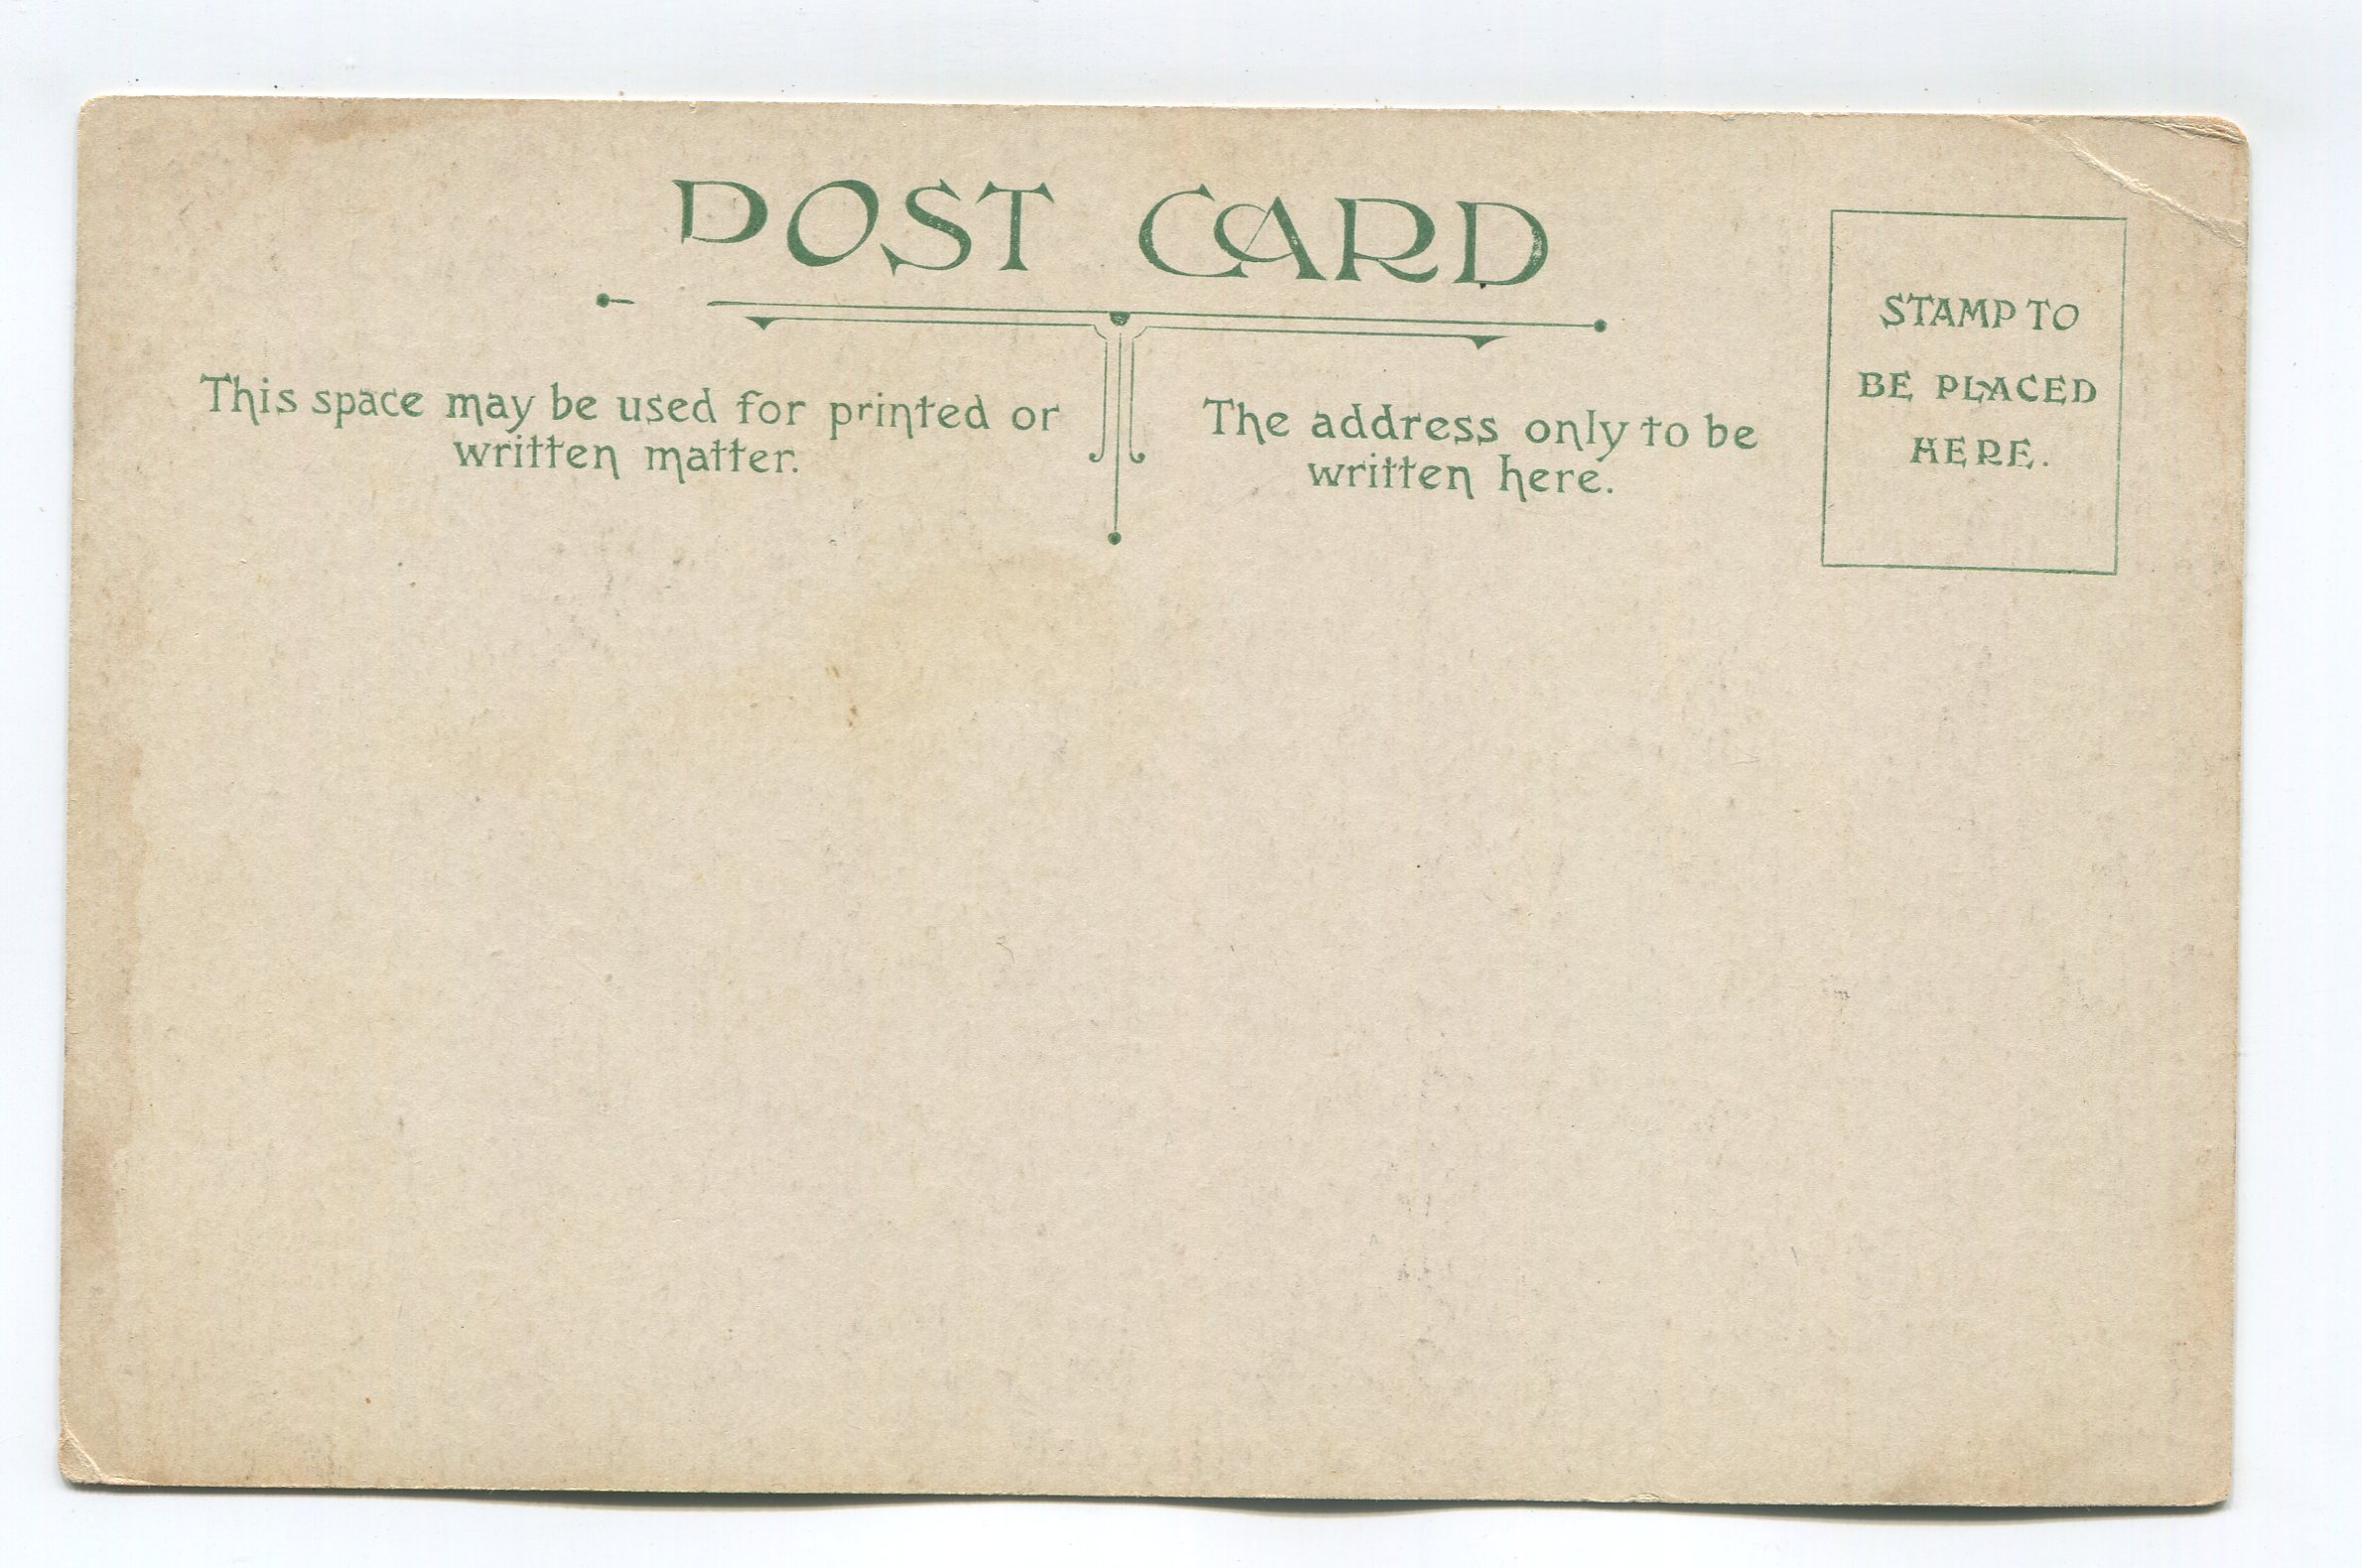 POST CARD
This space may be used for printed or
written matter.
The address only to be
written here.
STAMP TO
BE PLACED
HERE.